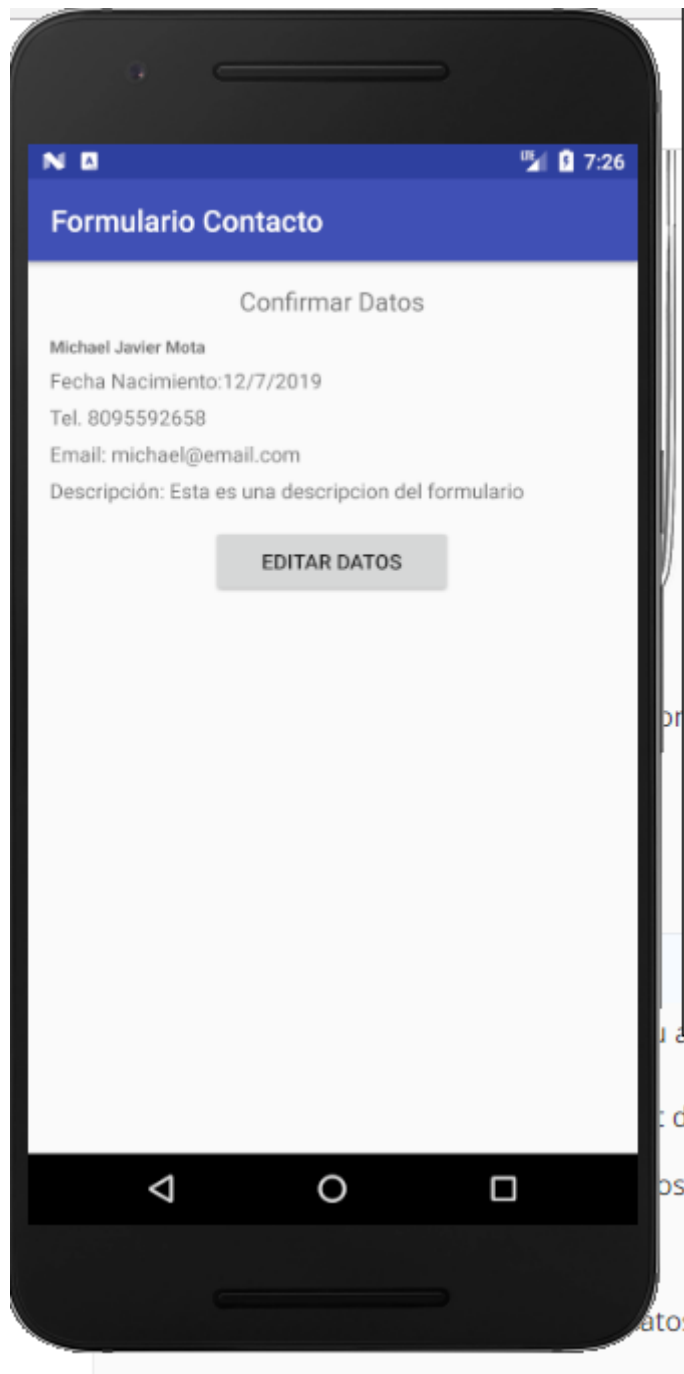 7:26
Formulario Contacto
Confirmar Datos
Michael Javier Mota
Fecha Nacimiento:12/7/2019
Tel. 8095592658
Email: michael@email.com
Descripción: Esta es una descripcion del formulario
EDITAR DATOS